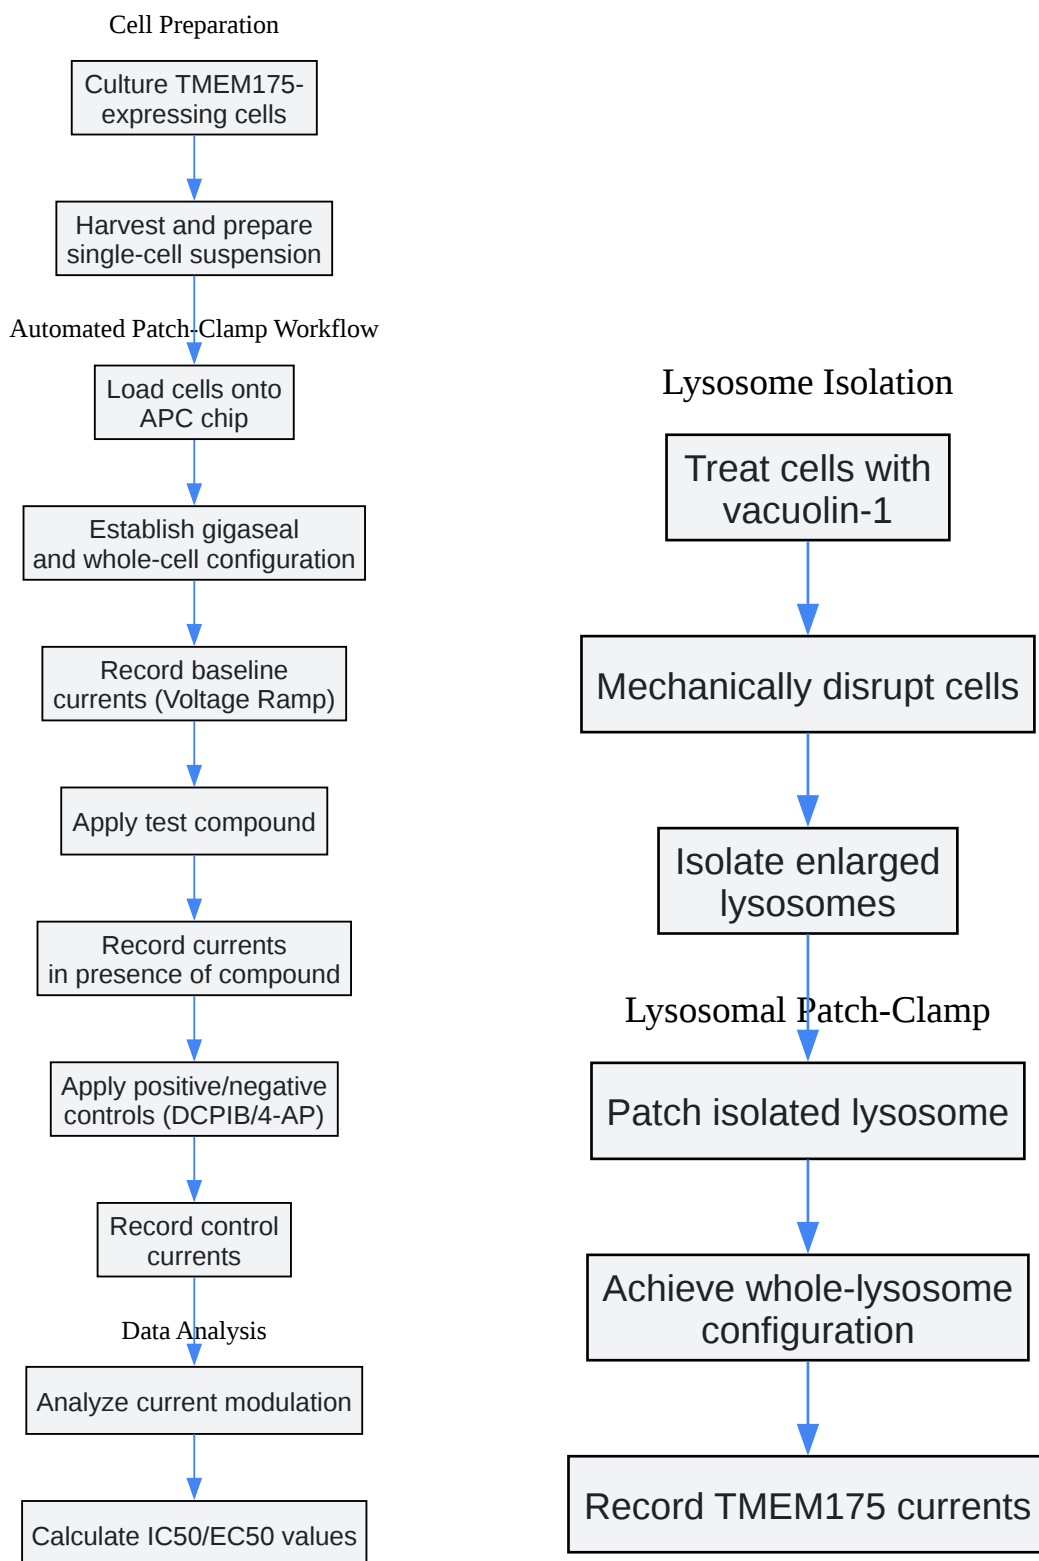 Cell Preparation
Culture TMEM175-
expressing cells
Harvest and prepare
single-cell suspension
Automated Patch-Clamp Workflow
Load cells onto
APC chip
Establish gigaseal
and whole-cell configuration
Record baseline
currents (Voltage Ramp)
Apply test compound
Record currents
in presence of compound
Apply positive/negative
controls (DCPIB/4-AP)
Record control
currents
Data Analysis
Analyze current modulation
Calculate IC50/EC50 values
Lysosome Isolation
Treat cells with
vacuolin-1
Mechanically disrupt cells
Isolate enlarged
lysosomes
Lysosomal Patch-Clamp
Patch isolated lysosome
Achieve whole-lysosome
configuration
Record TMEM175 currents